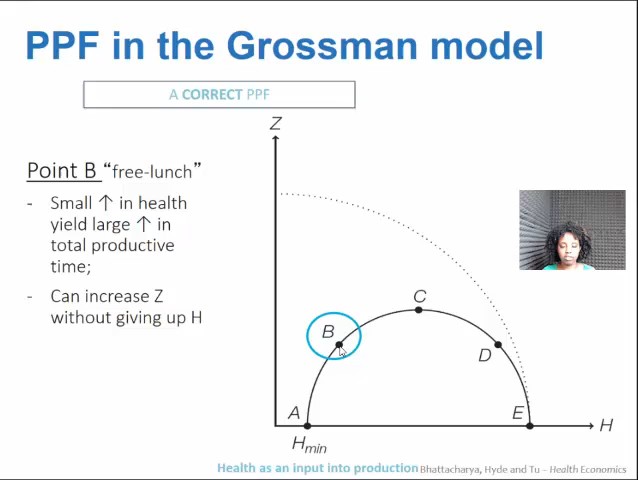 PPF in the Grossman model
A CORRECT PPF
Point B “free-lunch”
- Small ↑ in health
yield large ↑ in
total productive
time;
- Can increase Z
without giving up H
Z
C
B
D
A
E
H
Hmin
Health as an input into production Bhattacharya, Hyde and Tu – Health Economics